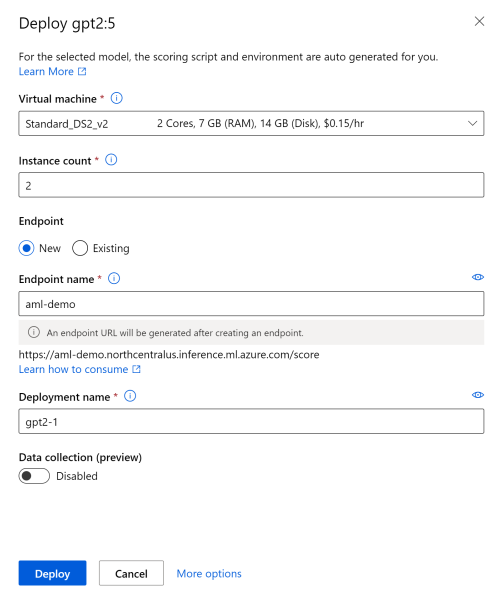 Deploy gpt2:5
For the selected model, the scoring script and environment are auto generated for you.
Learn More
Virtual machine *
Standard_DS2_v2 2 Cores, 7 GB (RAM), 14 GB (Disk), $0.15/hr
Instance count *
2
Endpoint
New Existing
Endpoint name *
aml-demo
An endpoint URL will be generated after creating an endpoint.
https://aml-demo.northcentralus.inference.ml.azure.com/score
Learn how to consume
Deployment name *
gpt2-1
Data collection (preview)
Disabled
Deploy Cancel More options